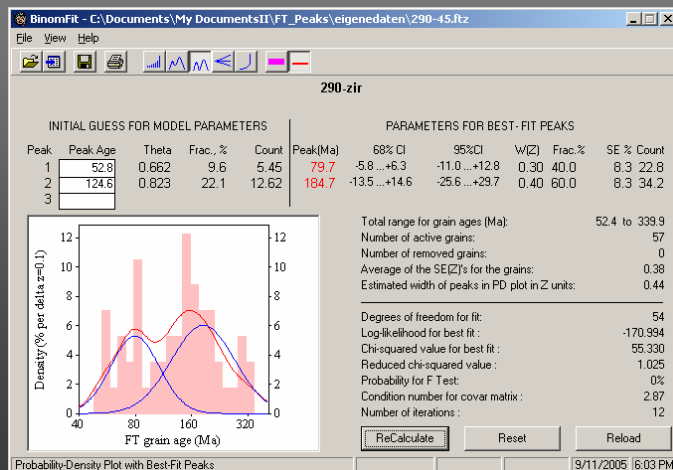 BinomFit - C:\Documents\My DocumentsII\FT_Peaks\eigenedaten\290-45.ftz
File View Help
290-zir
INITIAL GUESS FOR MODEL PARAMETERS PARAMETERS FOR BEST- FIT PEAKS
Peak Peak Age Theta Frac., % Count Peak(Ma) 68% CI 95%CI W(Z) Frac.% SE % Count
1 52.8 0.662 9.6 5.45 79.7 -5.8 ...+6.3 -11.0 ...+12.8 0.30 40.0 8.3 22.8
2 124.6 0.823 22.1 12.62 184.7 -13.5 ...+14.6 -25.6 ...+29.7 0.40 60.0 8.3 34.2
3
Total range for grain ages (Ma): 52.4 to 339.9
Number of active grains: 57
Number of removed grains: 0
Average of the SE(Z)'s for the grains: 0.38
Estimated width of peaks in PD plot in Z units: 0.44
Degrees of freedom for fit: 54
Log-likelihood for best fit : -170.994
Chi-squared value for best fit : 55.330
Reduced chi-squared value : 1.025
Probability for F Test: 0%
Condition number for covar matrix : 2.87
Number of iterations : 12
Density (% per delta z=0.1)
12 12
10 10
8 8
6 6
4 4
2 2
0 0
40 80 160 320
FT grain age (Ma)
ReCalculate Reset Reload
Probability-Density Plot with Best-Fit Peaks 9/11/2005 6:03 PM